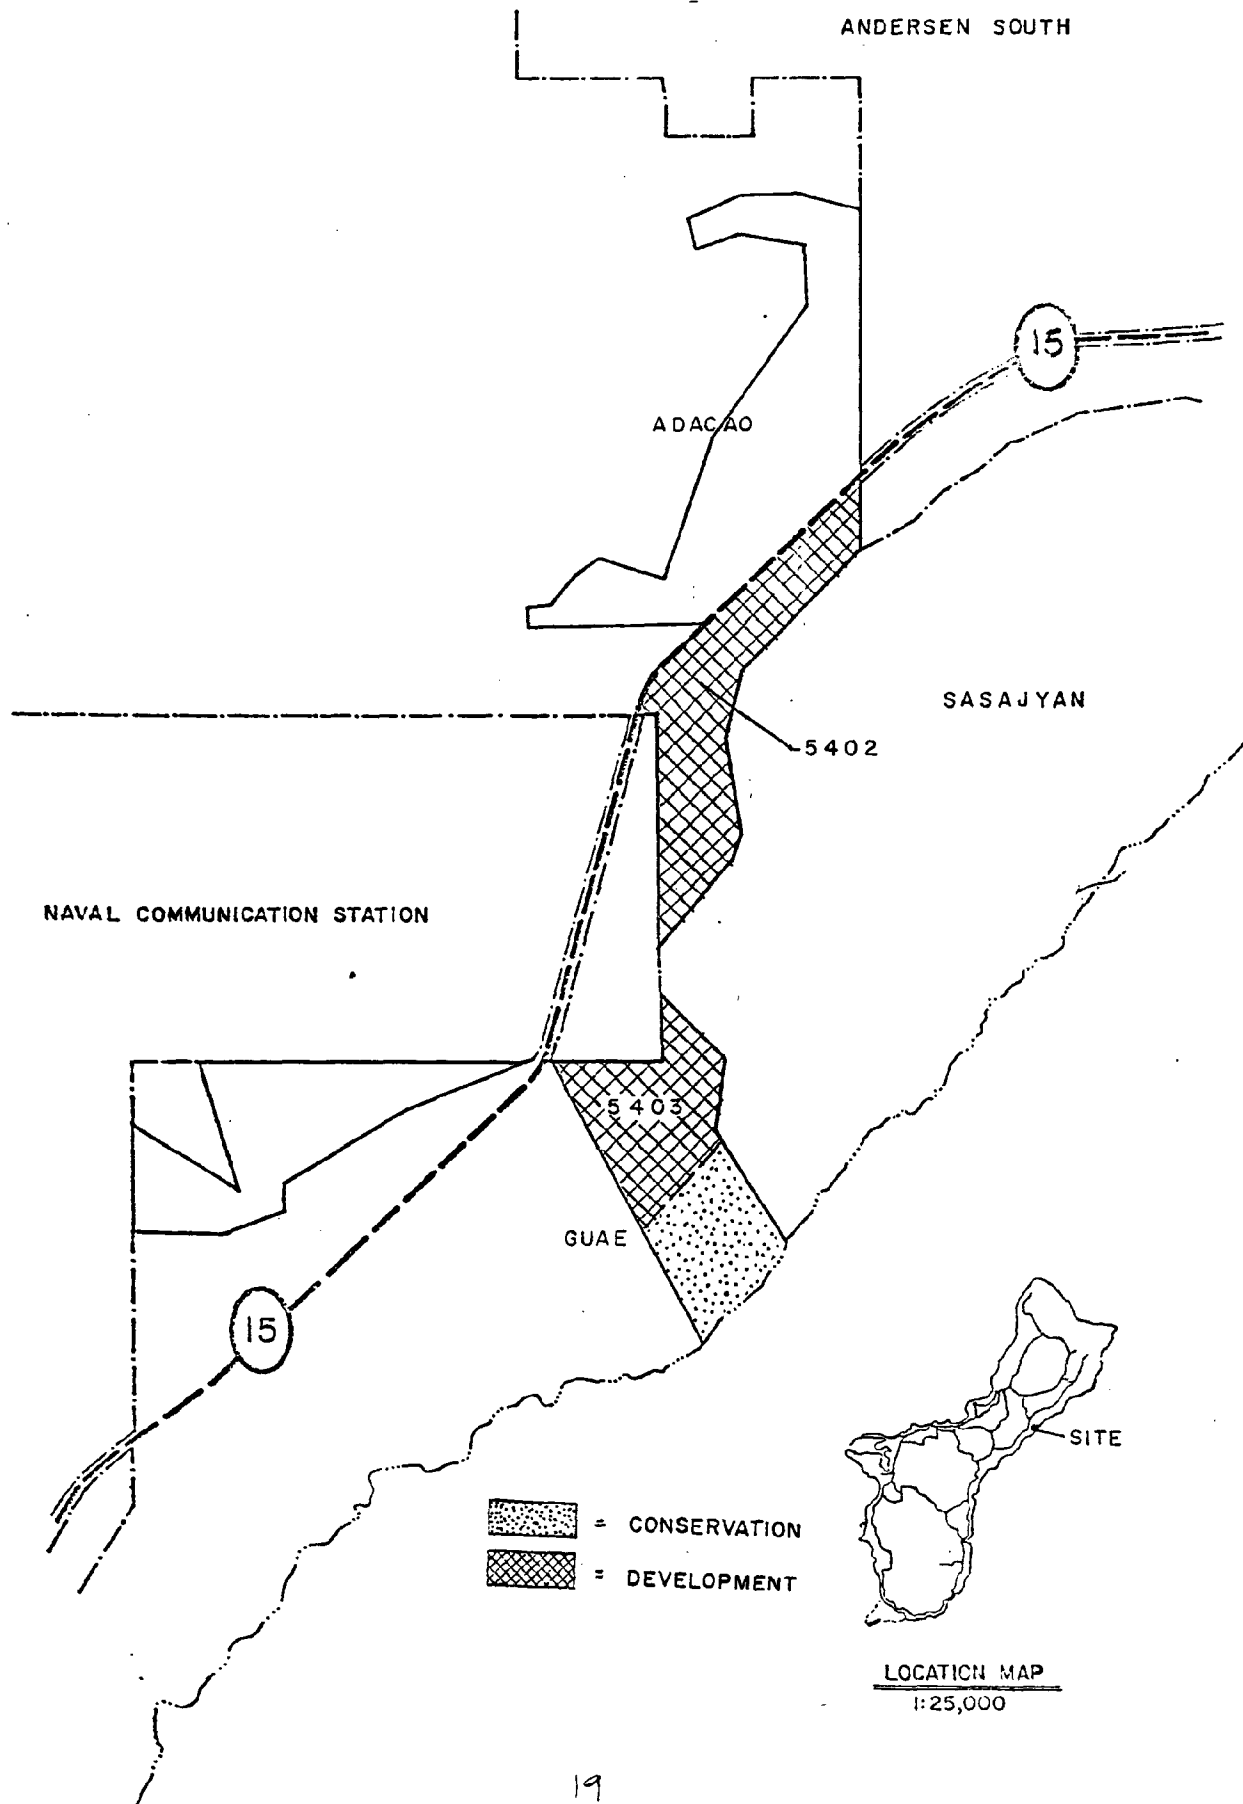 ANDERSEN SOUTH
15
ADACAO
SASAJYAN
5402
NAVAL COMMUNICATION STATION
5403
GUAE
15
SITE
= CONSERVATION
= DEVELOPMENT
LOCATION MAP
1:25,000
19